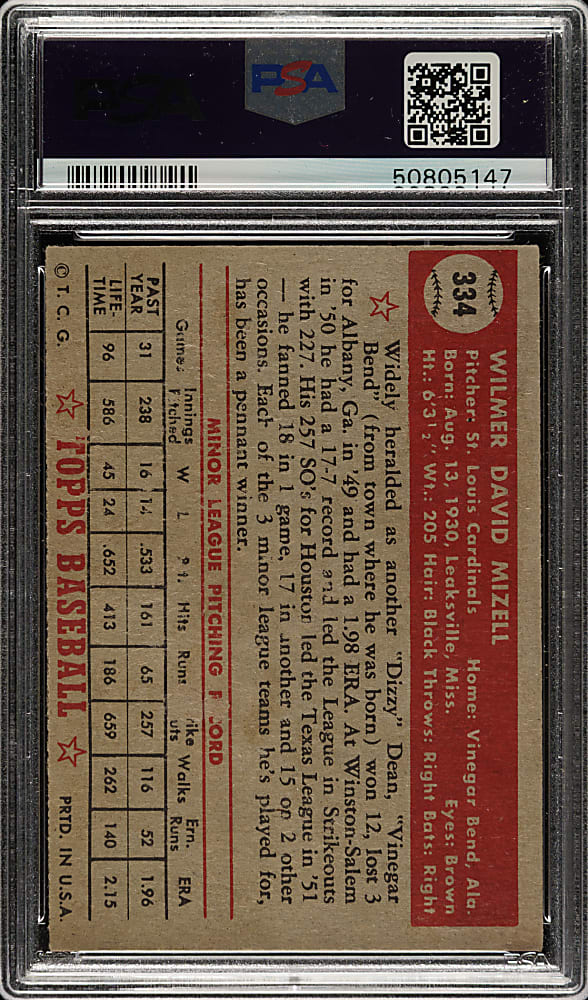 PSA
50805147
334
WILMER DAVID MIZELL
Pitcher: St. Louis Cardinals Home: Vinegar Bend, Ala.
Born: Aug. 13, 1930, Leaksville, Miss. Eyes: Brown
Ht.: 6'3½" Wt.: 205 Hair: Black Throws: Right Bats: Right
Widely heralded as another "Dizzy" Dean, "Vinegar
Bend" (from town where he was born) won 12, lost 3
for Albany, Ga. in '49 and had a 1.98 ERA. At Winston-Salem
in '50 he had a 17-7 record and led the League in Strikeouts
with 227. His 257 SO's for Houston led the Texas League in '51
— he fanned 18 in 1 game, 17 in another and 15 on 2 other
occasions. Each of the 3 minor league teams he's played for,
has been a pennant winner.
MINOR LEAGUE PITCHING
Games Innings Pitched W L Hits Runs Walks Ern. Runs ERA
PAST YEAR 31 238 16 14 .533 161 65 257 116 52 1.96
LIFE-TIME 96 586 45 24 .652 413 186 659 262 140 2.15
© T. C. G. TOPPS BASEBALL PRTD. IN U.S.A.